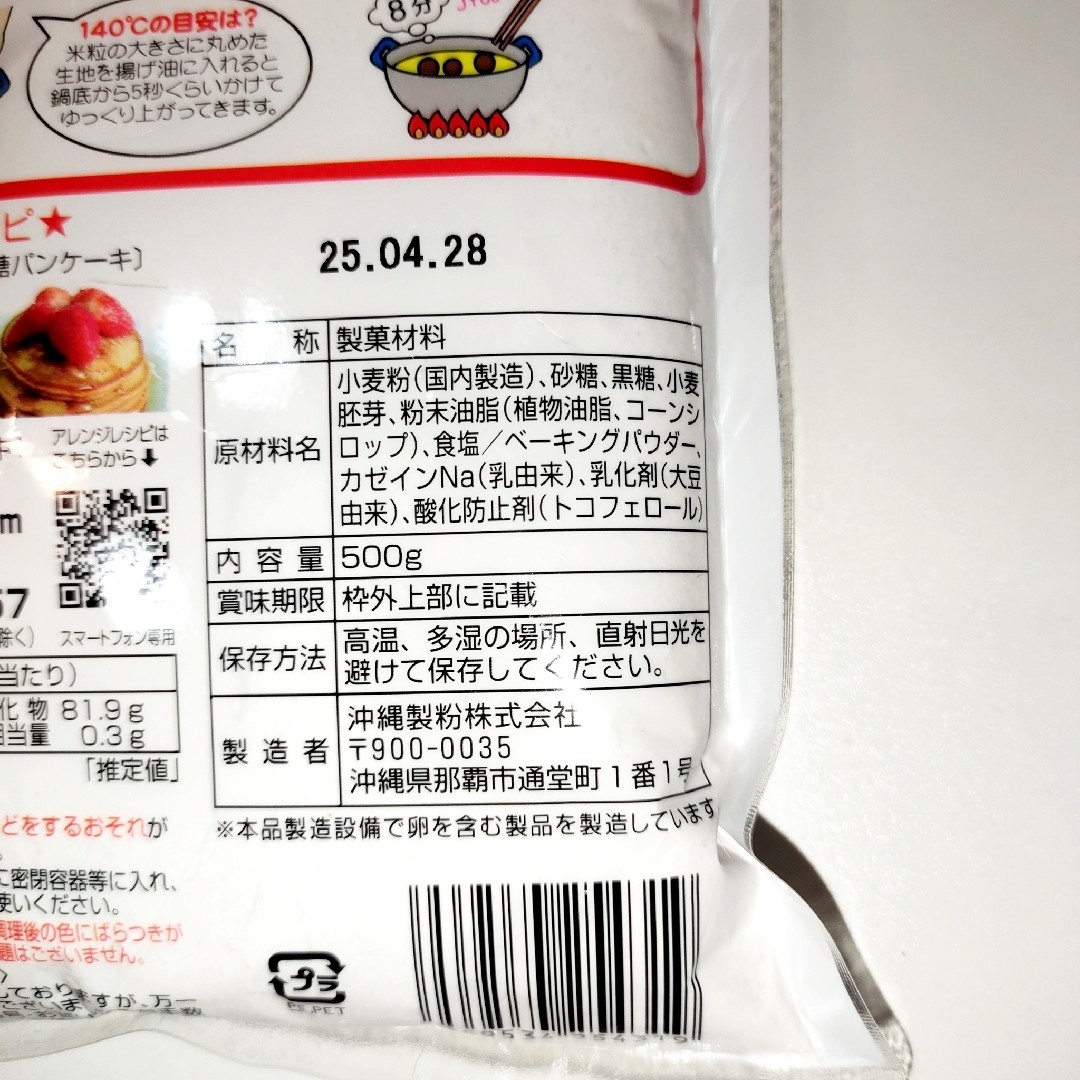 140℃の目安は?
米粒の大きさに丸めた
生地を揚げ油に入れると
鍋底から5秒くらいかけて
ゆっくり上がってきます。
8分
ピ★
糖パンケーキ〕
25.04.28
名 称 製菓材料
原材料名 小麦粉(国内製造)、砂糖、黒糖、小麦
胚芽、粉末油脂(植物油脂、コーンシ
ロップ)、食塩/ベーキングパウダー、
カゼインNa(乳由来)、乳化剤(大豆
由来)、酸化防止剤(トコフェロール)
内容量 500g
賞味期限 枠外上部に記載
保存方法 高温、多湿の場所、直射日光を
避けて保存してください。
製造者 沖縄製粉株式会社
〒900-0035
沖縄県那覇市通堂町1番1号
※本品製造設備で卵を含む製品を製造しています
アレンジレシピは
こちらから⬇
m
57
除く)
スマートフォン専用
当たり)
化物 81.9g
相当量 0.3g
「推定値」
どをするおそれが
に密閉容器等に入れ、
使いください。
調理後の色にばらつきが
題はございません。
しており
ますが、万一
プラ
PE,PET